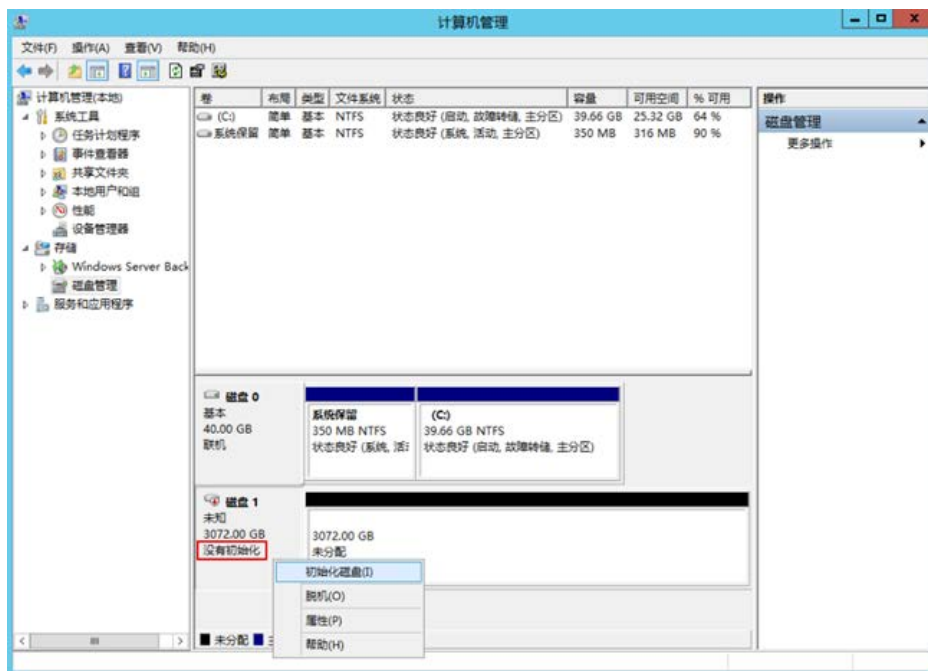 计算机管理
文件(F) 操作(A) 查看(V) 帮助(H)
计算机管理(本地)
系统工具
任务计划程序
事件查看器
共享文件夹
本地用户和组
性能
设备管理器
存储
Windows Server Back
磁盘管理
服务和应用程序
卷 布局 类型 文件系统 状态 容量 可用空间 % 可用
(C:) 简单 基本 NTFS 状态良好 (启动, 故障转储, 主分区) 39.66 GB 25.32 GB 64 %
系统保留 简单 基本 NTFS 状态良好 (系统, 活动, 主分区) 350 MB 316 MB 90 %
磁盘 0
基本
40.00 GB
联机
系统保留
350 MB NTFS
状态良好 (系统, 活
(C:)
39.66 GB NTFS
状态良好 (启动, 故障转储, 主分区)
磁盘 1
未知
3072.00 GB
没有初始化
3072.00 GB
未分配
初始化磁盘(I)
脱机(O)
属性(P)
帮助(H)
未分配
操作
磁盘管理
更多操作